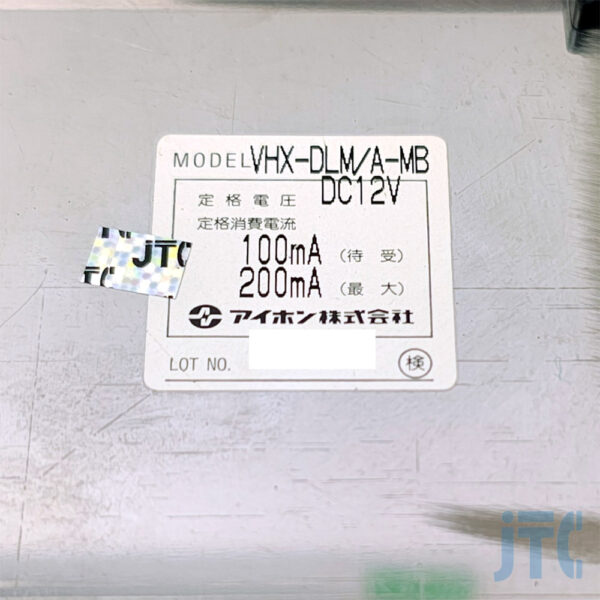 MODEL VHX-DLM/A-MB
定格電圧 DC12V
定格消費電流
100mA (待受)
200mA (最大)
アイホン株式会社
LOT NO. 検
JTC
JTC